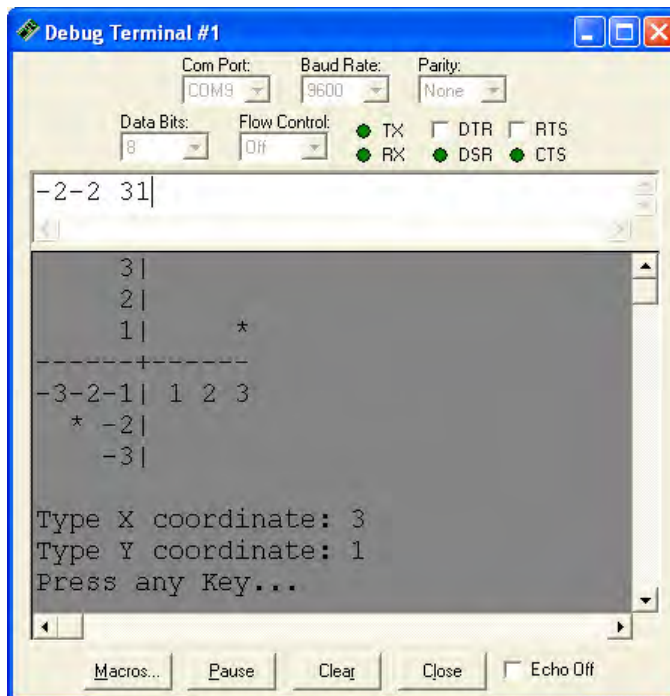 Debug Terminal #1
Com Port: Baud Rate: Parity:
COM9 9600 None
Data Bits: Flow Control: TX DTR RTS
8 Off RX DSR CTS
-2-2 31
3|
2|
1|      *
------+------
-3-2-1| 1 2 3
  * -2|
    -3|
Type X coordinate: 3
Type Y coordinate: 1
Press any Key...
Macros... Pause Clear Close Echo Off